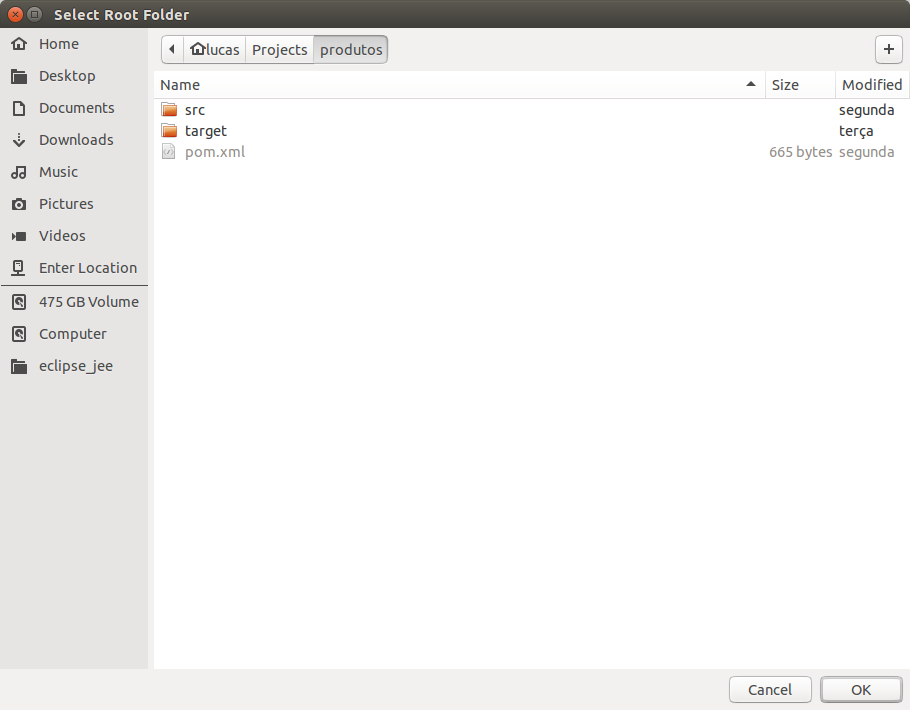 Select Root Folder
Home
Desktop
Documents
Downloads
Music
Pictures
Videos
Enter Location
475 GB Volume
Computer
eclipse_jee
lucas Projects produtos
Name Size Modified
src segunda
target terça
pom.xml 665 bytes segunda
Cancel OK